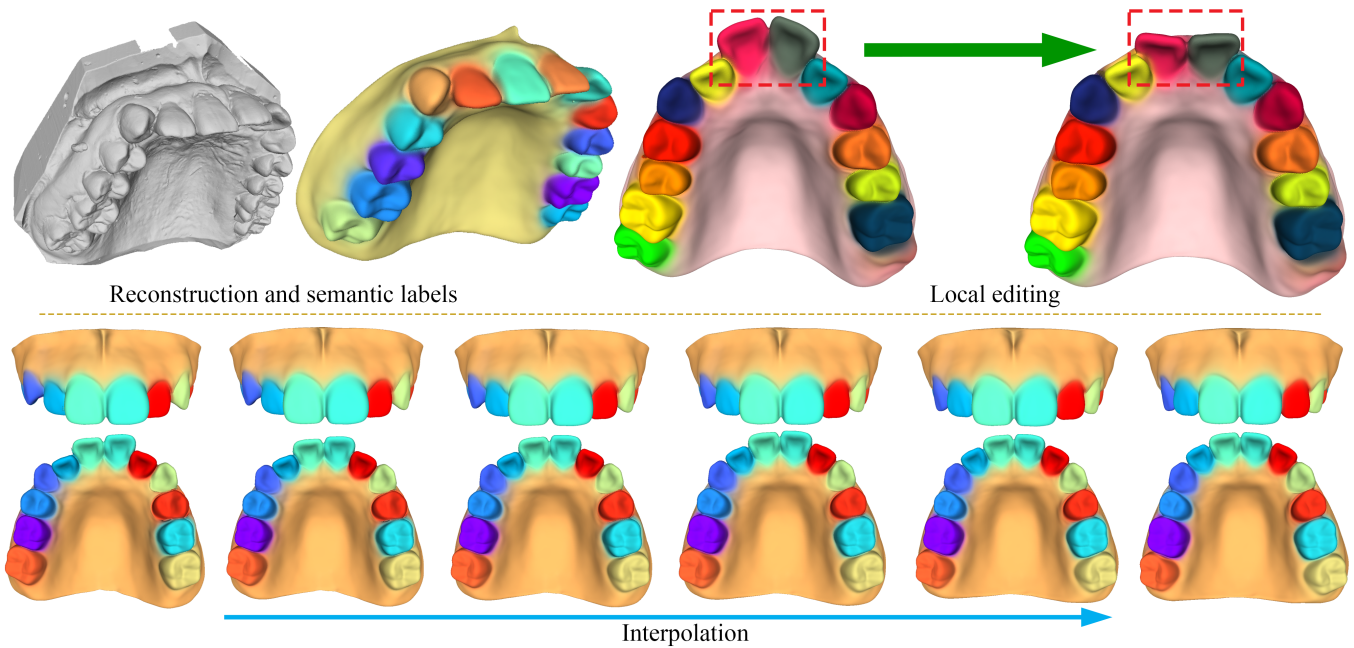 Reconstruction and semantic labels
Local editing
Interpolation